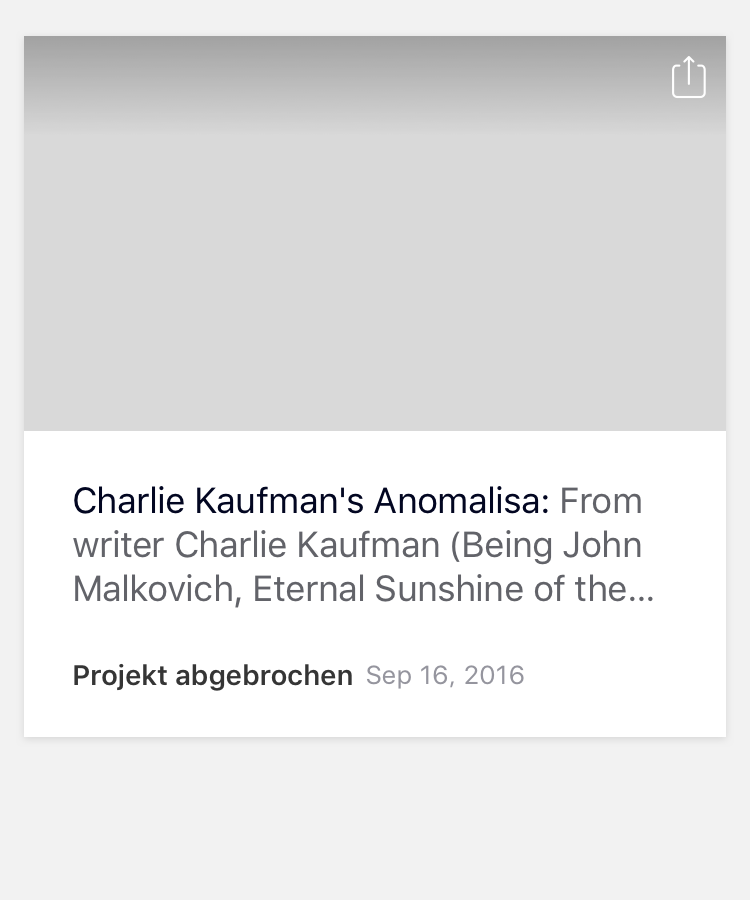 Charlie Kaufman's Anomalisa: From
writer Charlie Kaufman (Being John
Malkovich, Eternal Sunshine of the...
Projekt abgebrochen Sep 16, 2016